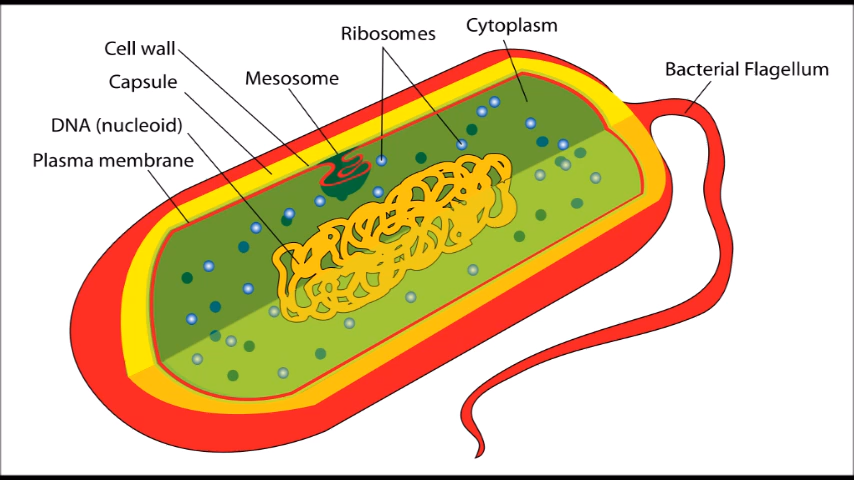 Cytoplasm
Ribosomes
Cell wall
Bacterial Flagellum
Mesosome
Capsule
DNA (nucleoid)
Plasma membrane